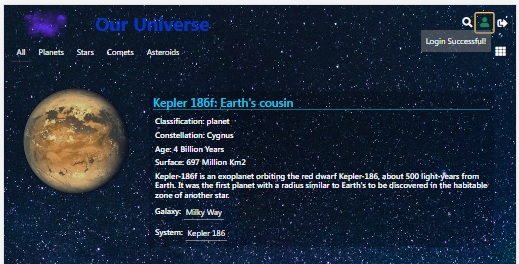 Our Universe
Login Successful!
All Planets Stars Comets Asteroids
Kepler 186f: Earth's cousin
Classification: planet
Constellation: Cygnus
Age: 4 Billion Years
Surface: 697 Million Km2
Kepler-186f is an exoplanet orbiting the red dwarf Kepler-186, about 500 light-years from
Earth. It was the first planet with a radius similar to Earth's to be discovered in the habitable
zone of another star.
Galaxy: Milky Way
System: Kepler 186